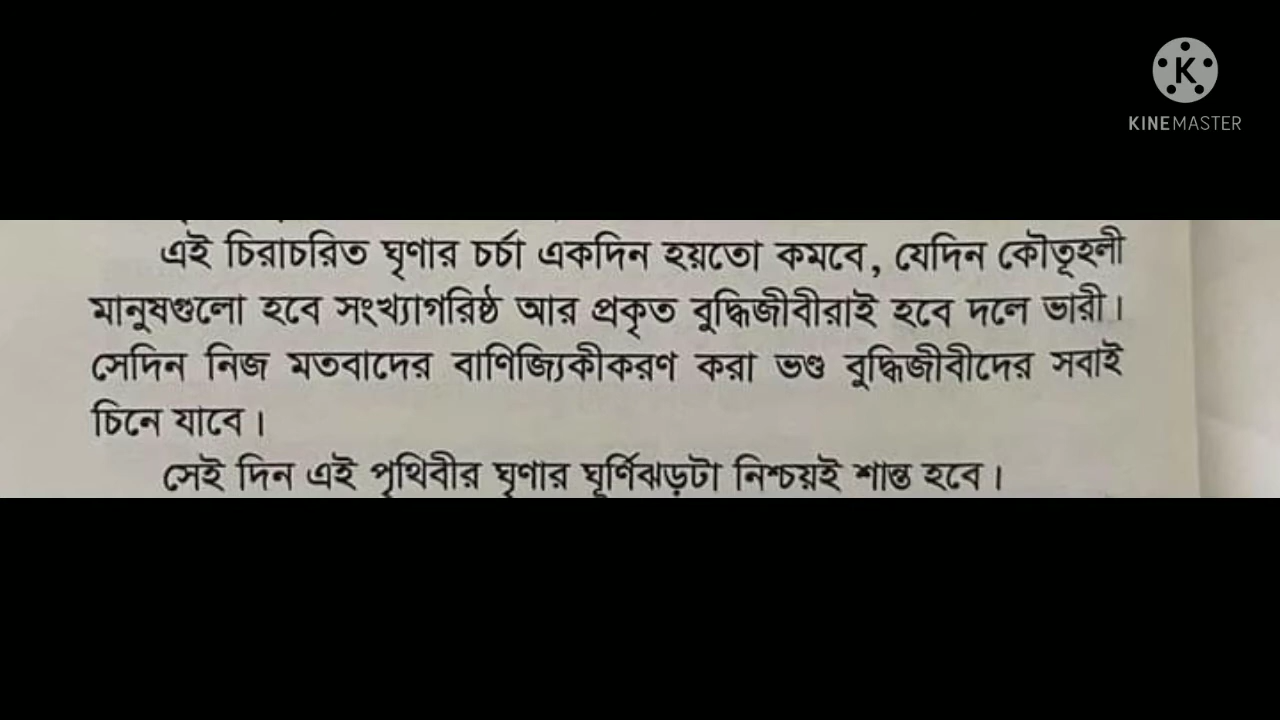 KINEMASTER
এই চিরাচরিত ঘৃণার চর্চা একদিন হয়তো কমবে, যেদিন কৌতূহলী
মানুষগুলো হবে সংখ্যাগরিষ্ঠ আর প্রকৃত বুদ্ধিজীবীরাই হবে দলে ভারী।
সেদিন নিজ মতবাদের বাণিজ্যিকীকরণ করা ভণ্ড বুদ্ধিজীবীদের সবাই
চিনে যাবে।
সেই দিন এই পৃথিবীর ঘৃণার ঘূর্ণিঝড়টা নিশ্চয়ই শান্ত হবে।